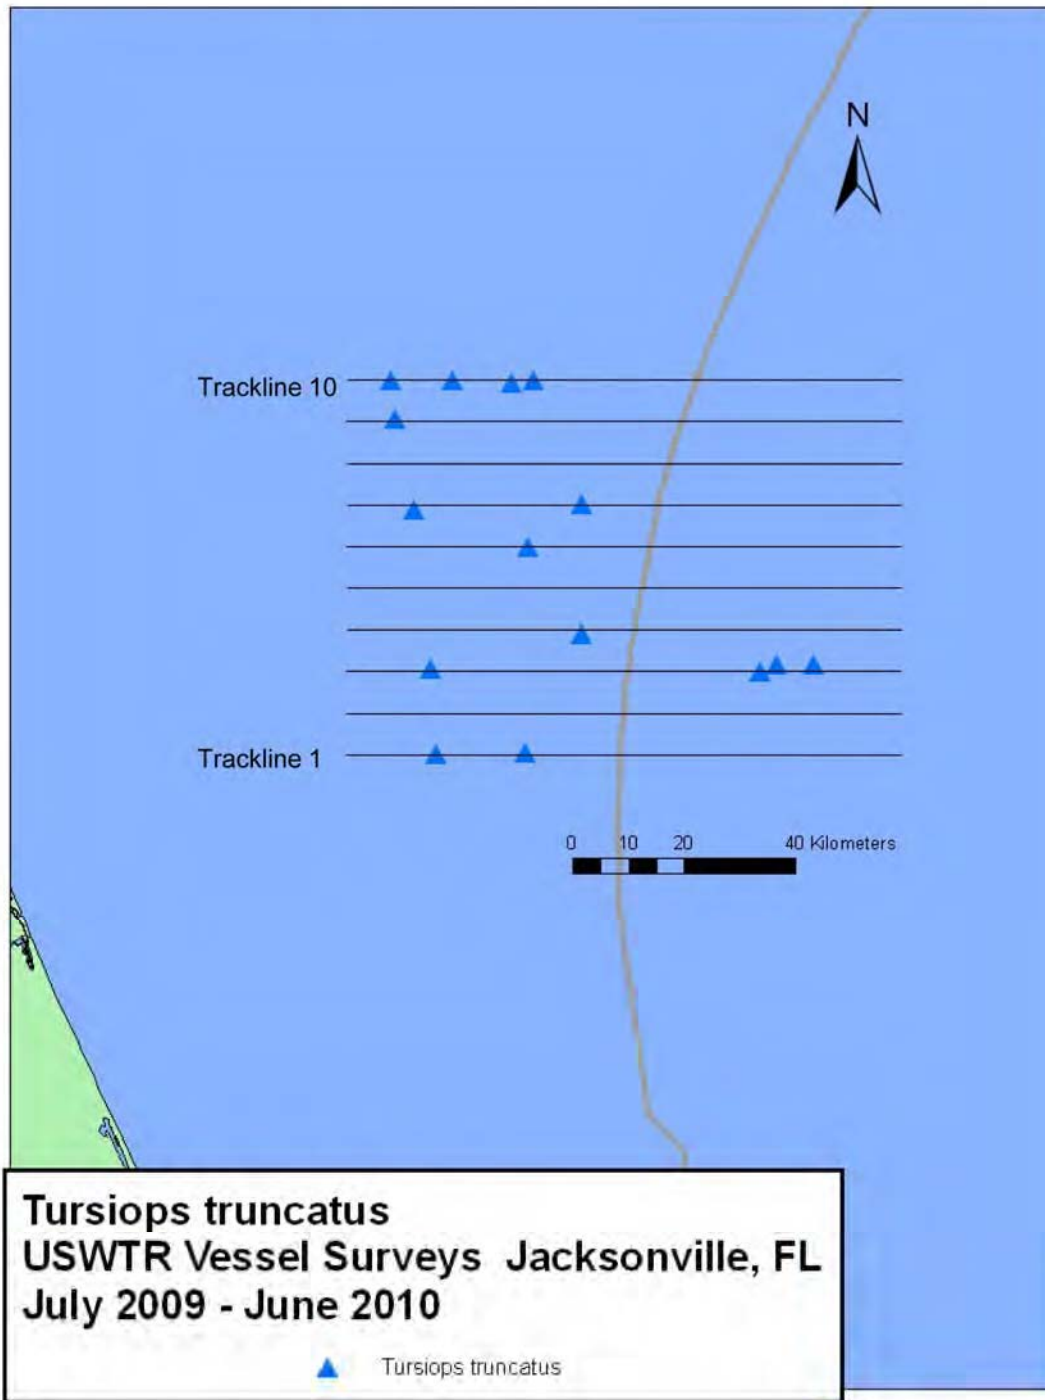 N
Trackline 10
Trackline 1
0 10 20 40 Kilometers
Tursiops truncatus
USWTR Vessel Surveys Jacksonville, FL
July 2009 - June 2010
Tursiops truncatus